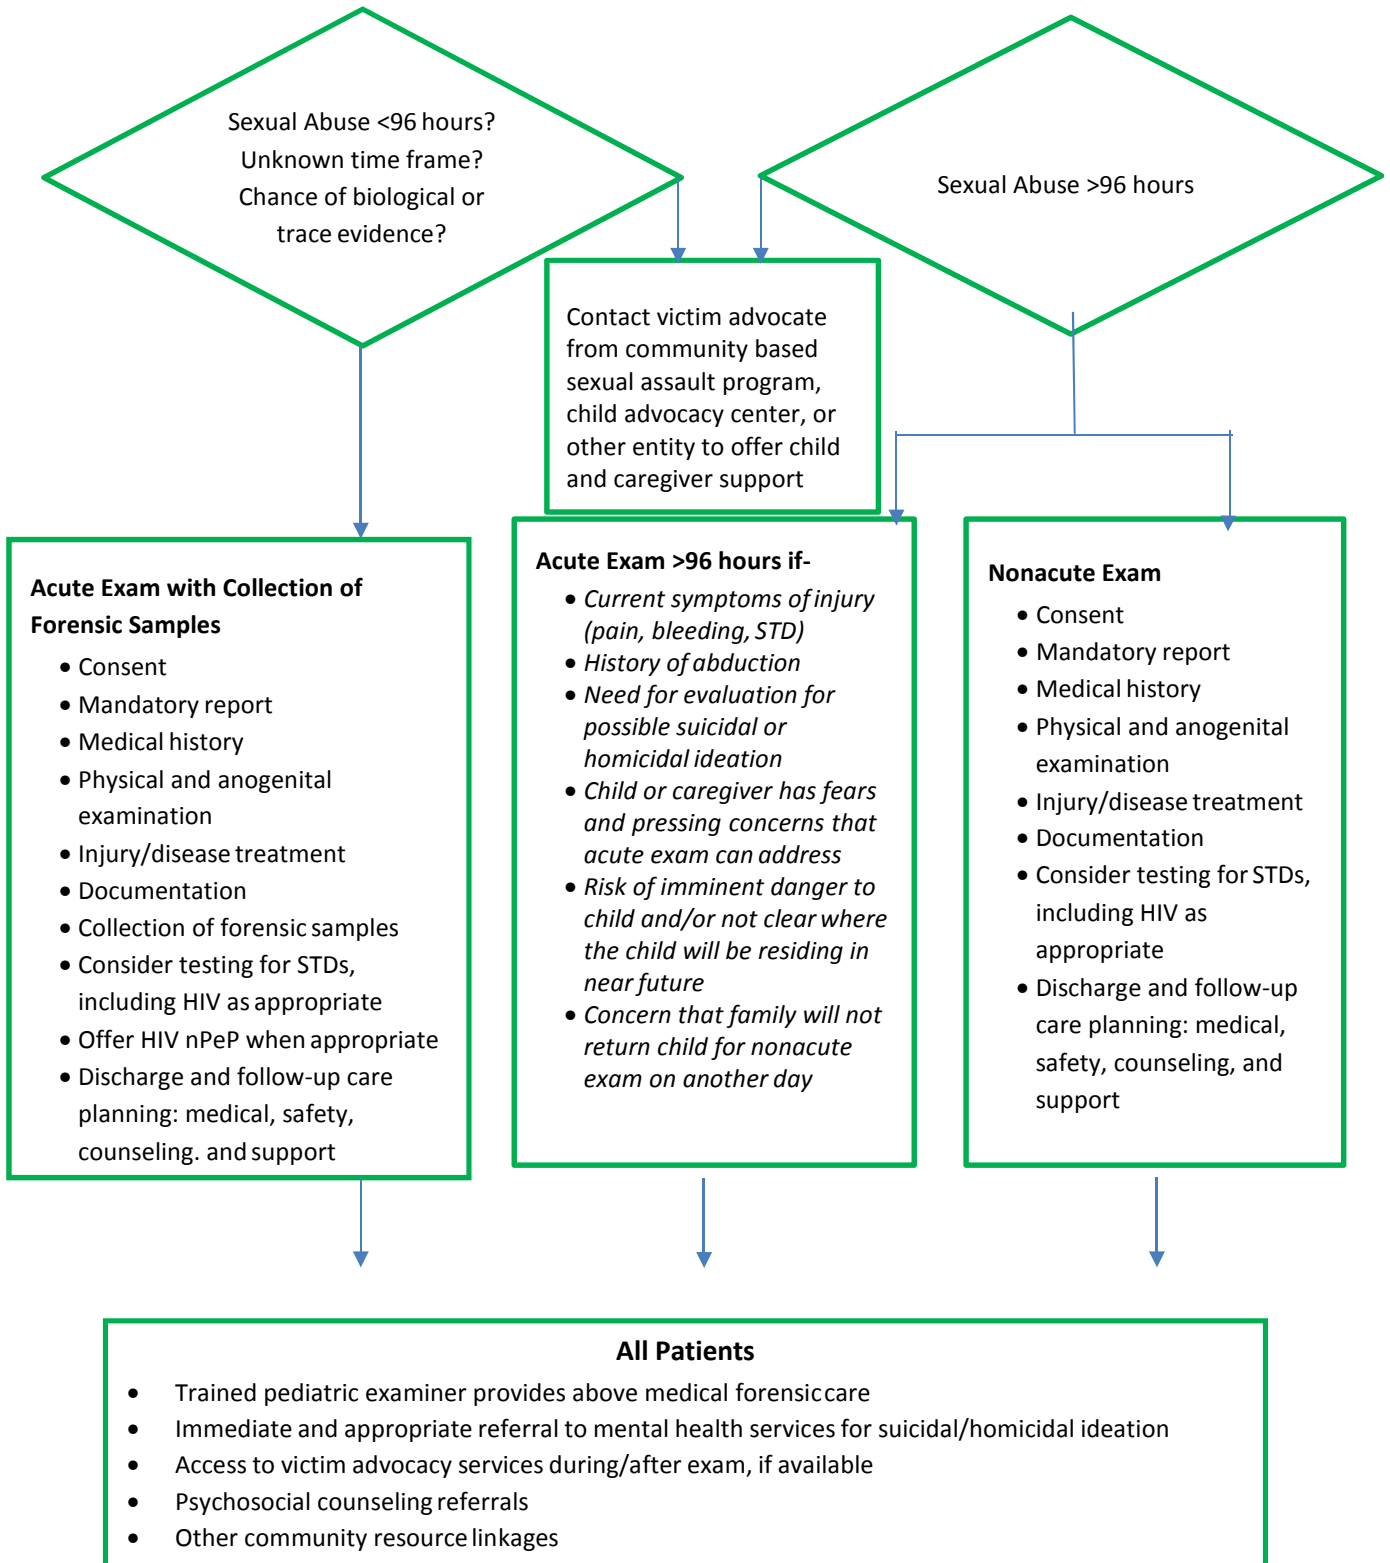 Sexual Abuse <96 hours?
Unknown time frame?
Chance of biological or
trace evidence?
Sexual Abuse >96 hours
Contact victim advocate
from community based
sexual assault program,
child advocacy center, or
other entity to offer child
and caregiver support
Acute Exam with Collection of
Forensic Samples
• Consent
• Mandatory report
• Medical history
• Physical and anogenital
examination
• Injury/disease treatment
• Documentation
• Collection of forensic samples
• Consider testing for STDs,
including HIV as appropriate
• Offer HIV nPeP when appropriate
• Discharge and follow-up care
planning: medical, safety,
counseling. and support
Acute Exam >96 hours if-
• Current symptoms of injury
(pain, bleeding, STD)
• History of abduction
• Need for evaluation for
possible suicidal or
homicidal ideation
• Child or caregiver has fears
and pressing concerns that
acute exam can address
• Risk of imminent danger to
child and/or not clear where
the child will be residing in
near future
• Concern that family will not
return child for nonacute
exam on another day
Nonacute Exam
• Consent
• Mandatory report
• Medical history
• Physical and anogenital
examination
• Injury/disease treatment
• Documentation
• Consider testing for STDs,
including HIV as
appropriate
• Discharge and follow-up
care planning: medical,
safety, counseling, and
support
All Patients
• Trained pediatric examiner provides above medical forensic care
• Immediate and appropriate referral to mental health services for suicidal/homicidal ideation
• Access to victim advocacy services during/after exam, if available
• Psychosocial counseling referrals
• Other community resource linkages